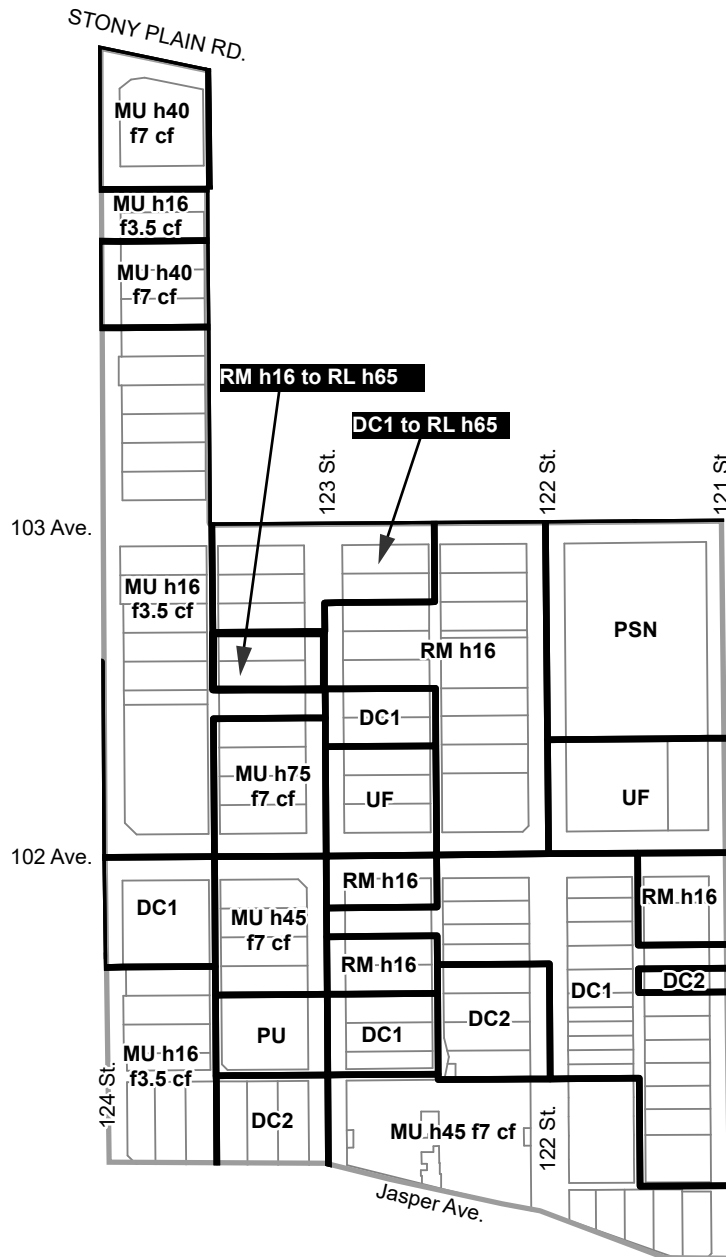 STONY PLAIN RD.
MU h40
f7 cf
MU h16
f3.5 cf
MU h40
f7 cf
RM h16 to RL h65
DC1 to RL h65
123 St.
122 St.
121 St
103 Ave.
MU h16
f3.5 cf
RM h16
PSN
DC1
MU h75
f7 cf
UF
UF
102 Ave.
RM h16
DC1
MU h45
f7 cf
RM h16
RM h16
DC2
DC1
DC2
PU
DC1
MU h16
f3.5 cf
124 St.
DC2
MU h45 f7 cf
122 St.
Jasper Ave.